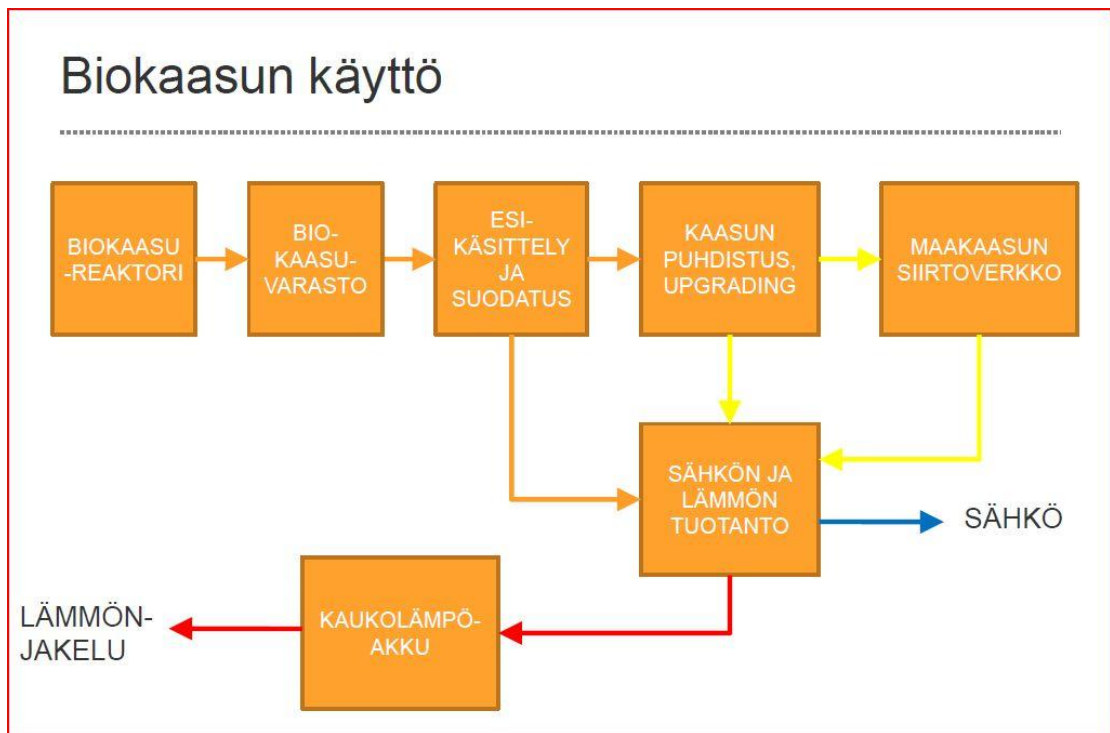 Biokaasun käyttö
BIOKAASU
-REAKTORI
BIO-
KAASU-
VARASTO
ESI-
KÄSITTELY
JA
SUODATUS
KAASUN
PUHDISTUS,
UPGRADING
MAAKAASUN
SIIRTOVERKKO
SÄHKÖN JA
LÄMMÖN
TUOTANTO
SÄHKÖ
KAUKOLÄMPÖ-
AKKU
LÄMMÖN-
JAKELU